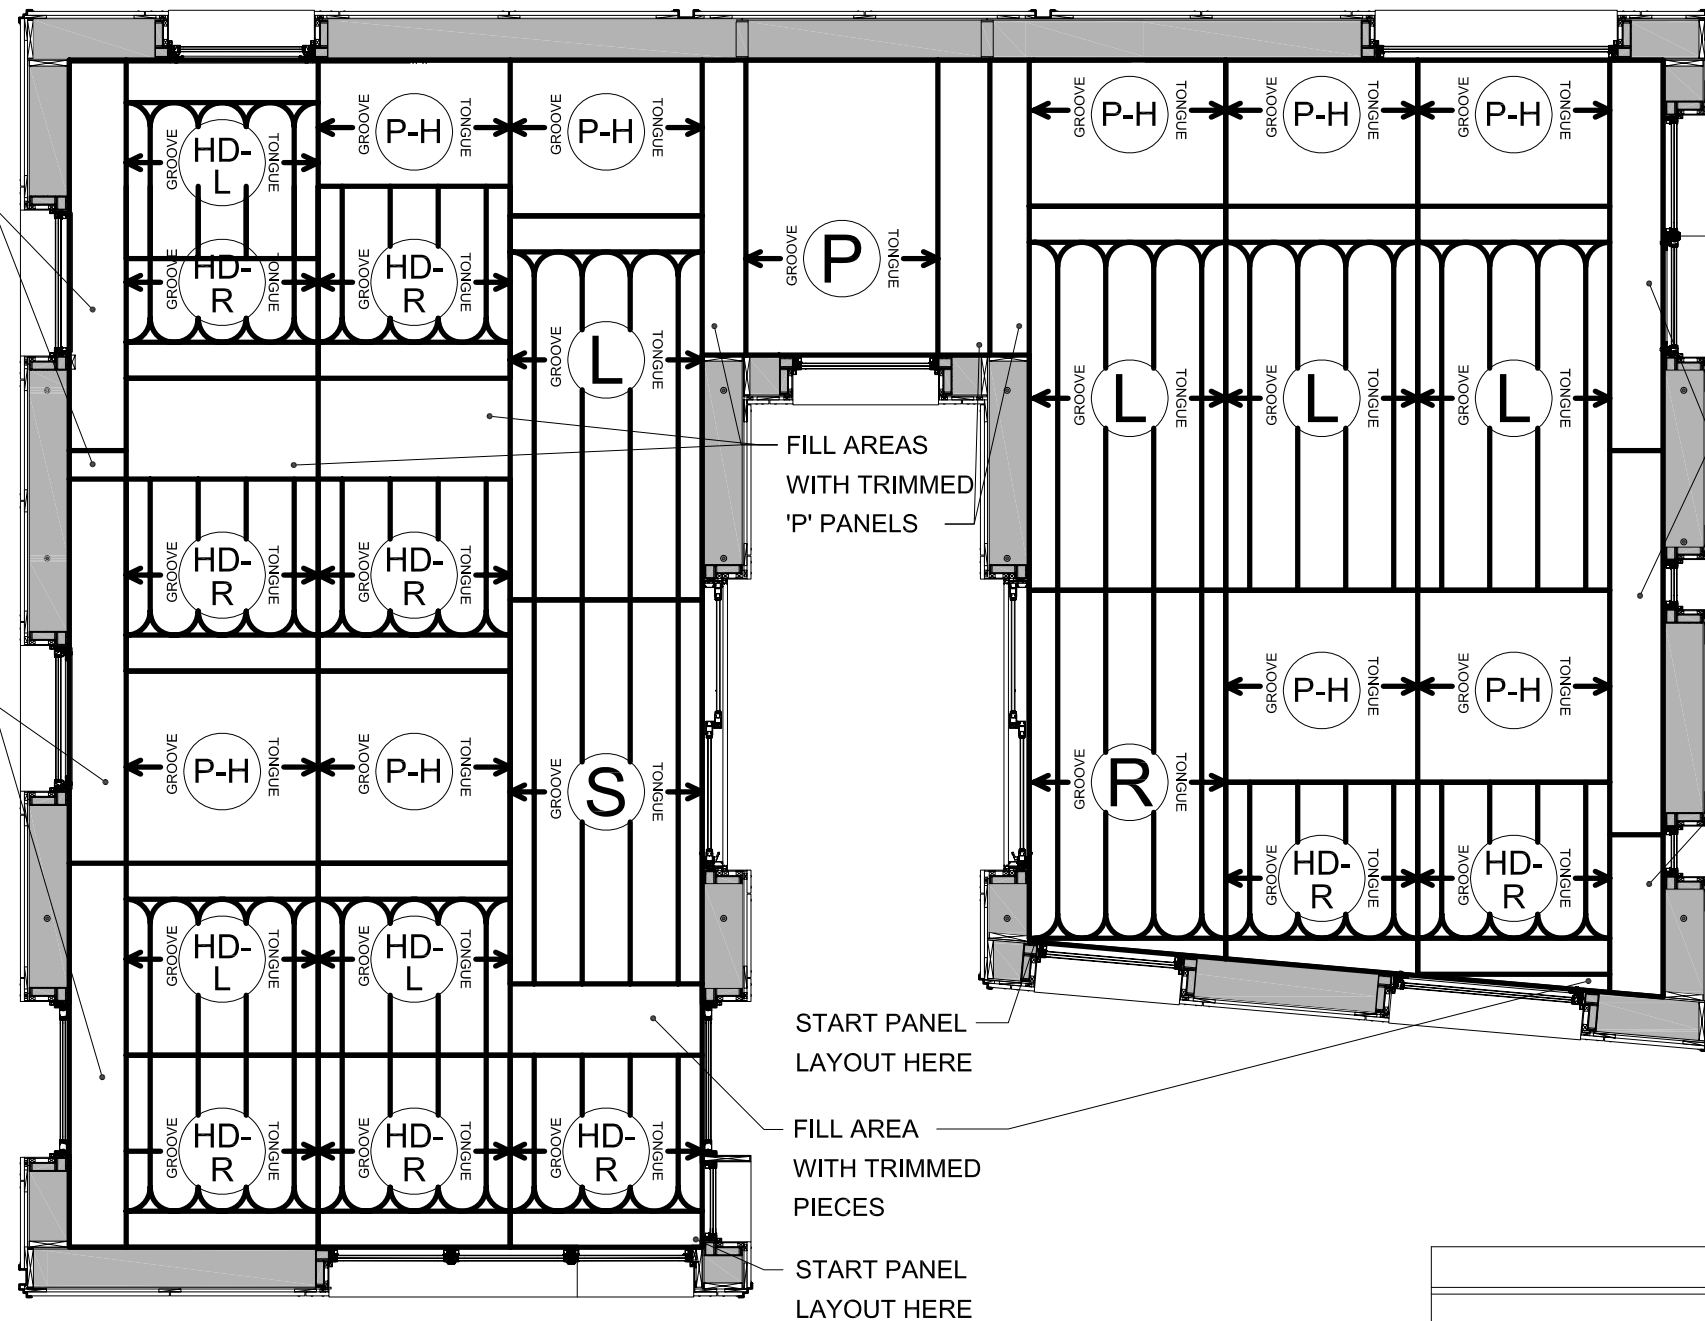 GROOVE P-H TONGUE
GROOVE P-H TONGUE
GROOVE P-H TONGUE
GROOVE P-H TONGUE
GROOVE P-H TONGUE
GROOVE HD-
L TONGUE
GROOVE P TONGUE
GROOVE HD-
R TONGUE
GROOVE HD-
R TONGUE
GROOVE L TONGUE
GROOVE L TONGUE
GROOVE L TONGUE
GROOVE L TONGUE
FILL AREAS
WITH TRIMMED
'P' PANELS
GROOVE HD-
R TONGUE
GROOVE HD-
R TONGUE
GROOVE P-H TONGUE
GROOVE P-H TONGUE
GROOVE P-H TONGUE
GROOVE P-H TONGUE
GROOVE S TONGUE
GROOVE R TONGUE
GROOVE HD-
R TONGUE
GROOVE HD-
R TONGUE
GROOVE HD-
L TONGUE
GROOVE HD-
L TONGUE
START PANEL
LAYOUT HERE
GROOVE HD-
R TONGUE
GROOVE HD-
R TONGUE
GROOVE HD-
R TONGUE
FILL AREA
WITH TRIMMED
PIECES
START PANEL
LAYOUT HERE